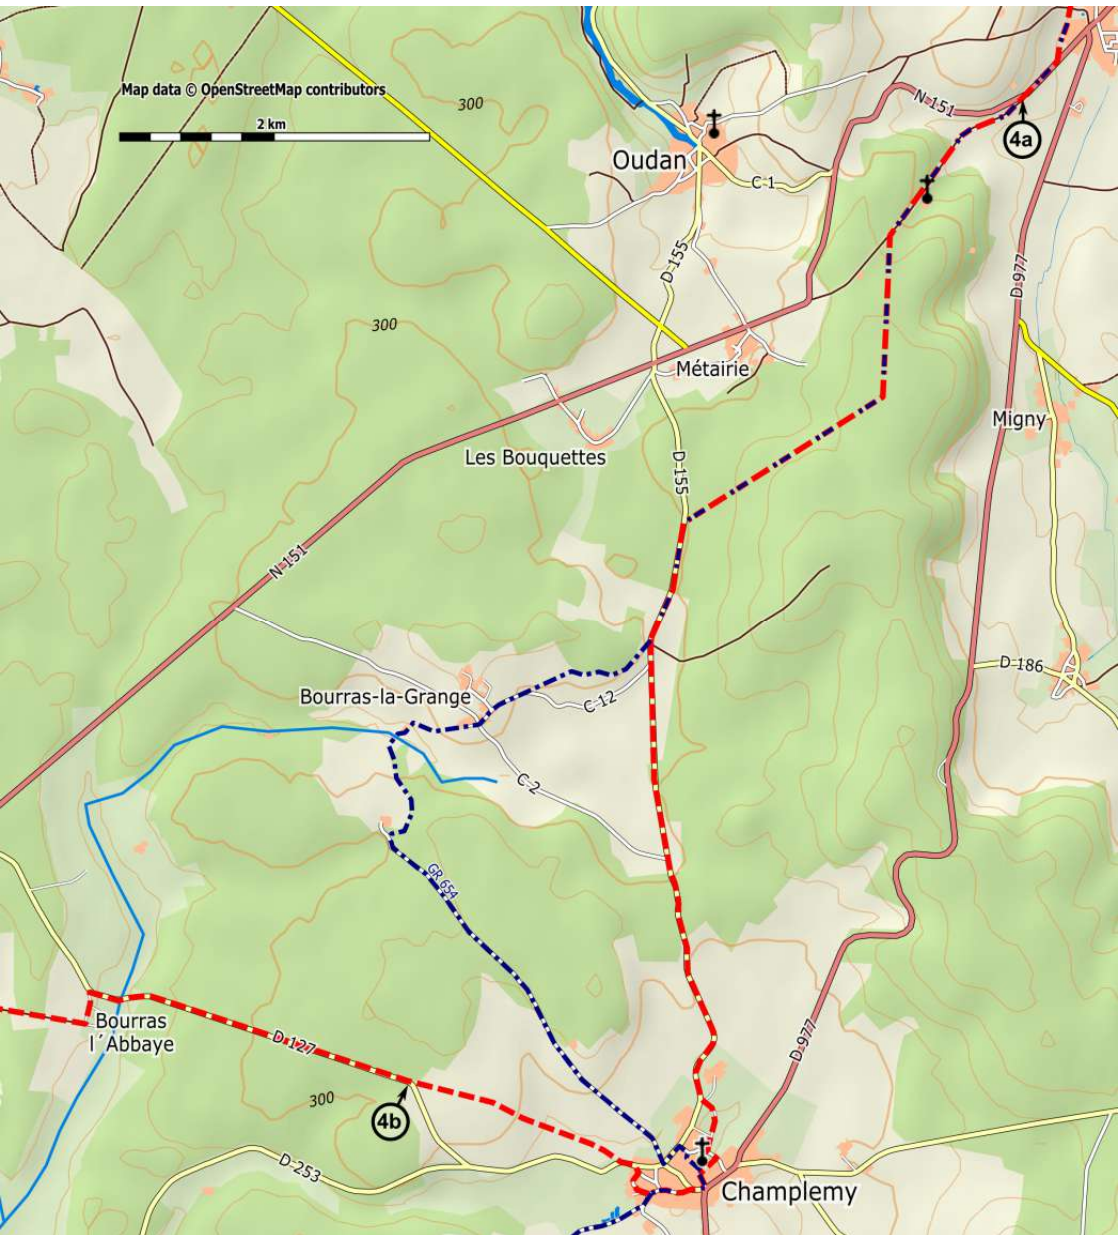 Map data © OpenStreetMap contributors
300
2 km
N 151
4a
Oudan
C 1
D 155
D 977
300
Métairie
Migny
Les Bouquettes
D 155
N 151
D 186
Bourras-la-Grange
C 12
C 2
GR 654
Bourras
l´Abbaye
D 127
D 977
300
4b
D 253
Champlemy